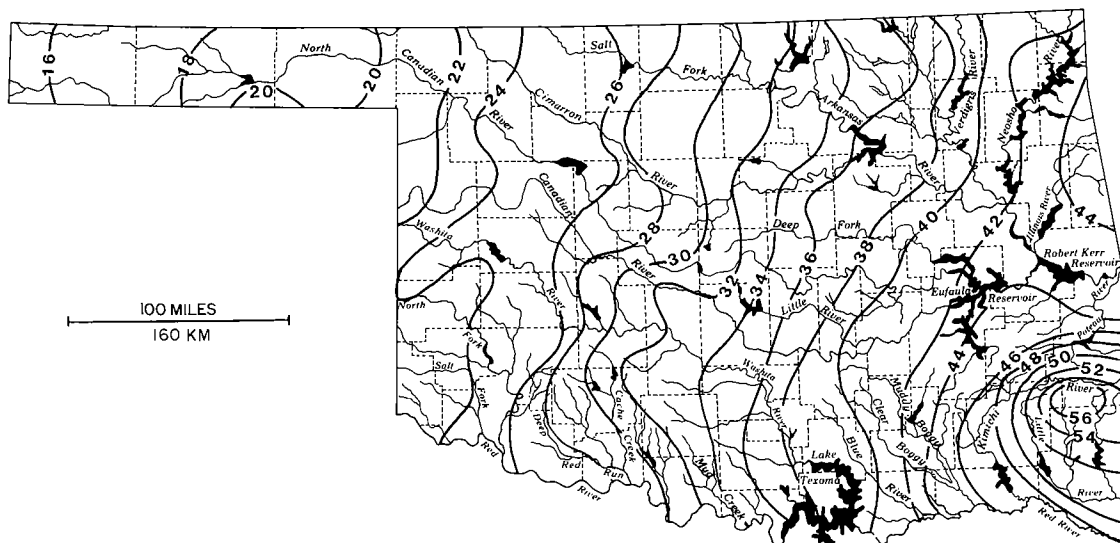 16
18
20
20
22
24
26
28
30
32
34
36
38
40
42
44
44
46
48
50
52
54
56
North
Canadian
River
Salt
Fork
Cimarron
River
Arkansas
River
Verdigris
River
Neosho
River
Illinois River
Canadian
River
Deep
Fork
Washita
River
Robert Kerr
Reservoir
River
Eufaula
Reservoir
Little
River
Poteau
North
Fork
Salt
Fork
Red
River
Deep
Red
Run
Cache
Creek
Mud
Creek
Washita
River
Lake
Texoma
Blue
River
Clear
Boggy
Muddy
Boggy
Kimichi
River
Little
River
Red River
100 MILES
160 KM